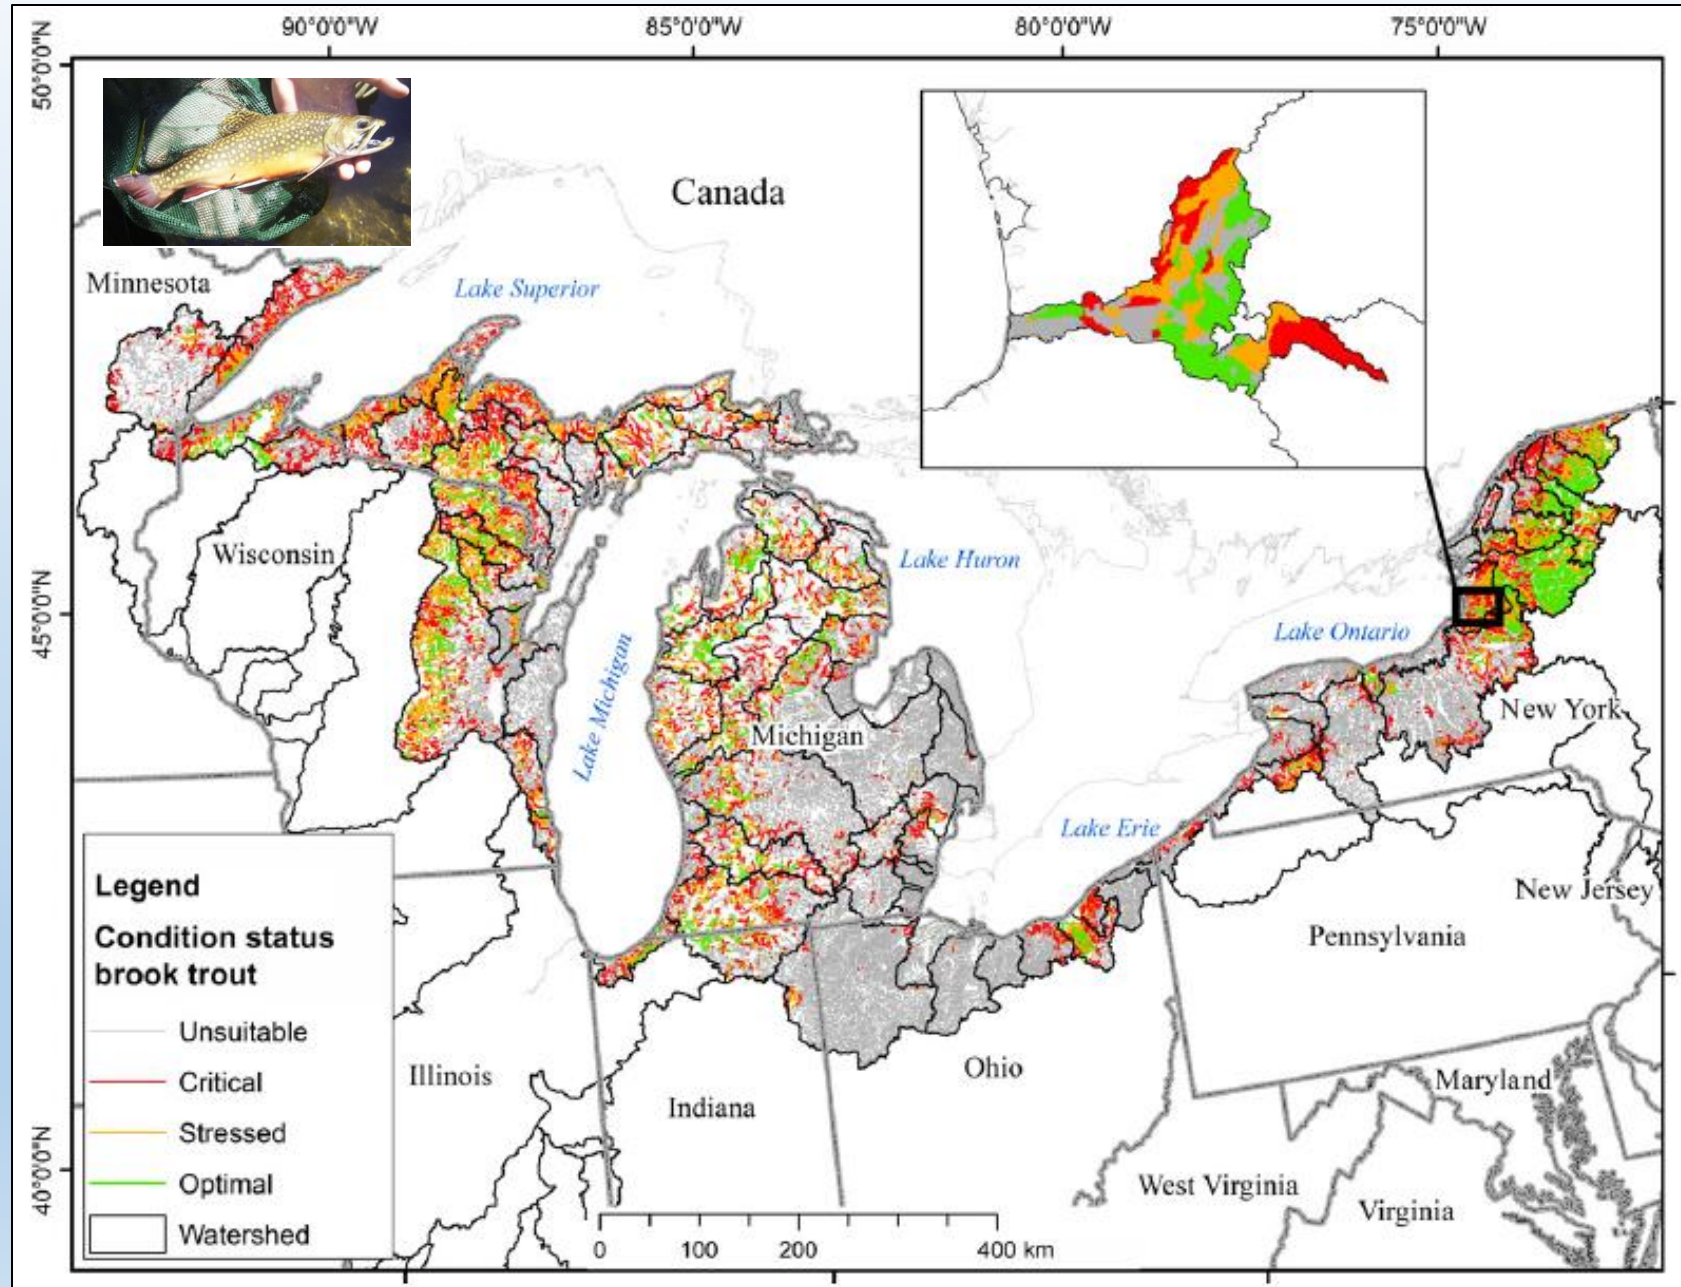 90°0'0"W
85°0'0"W
80°0'0"W
75°0'0"W
50°0'0"N
45°0'0"N
40°0'0"N
Canada
Minnesota
Lake Superior
Wisconsin
Lake Huron
Lake Ontario
Lake Michigan
Michigan
New York
Lake Erie
New Jersey
Pennsylvania
Illinois
Indiana
Ohio
Maryland
West Virginia
Virginia
Legend
Condition status
brook trout
Unsuitable
Critical
Stressed
Optimal
Watershed
0 100 200 400 km